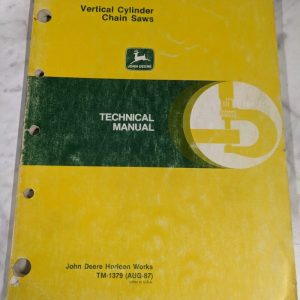 Vertical Cylinder
Chain Saws
JOHN DEERE
TECHNICAL
MANUAL
John Deere Horicon Works
TM-1379 (AUG-87)